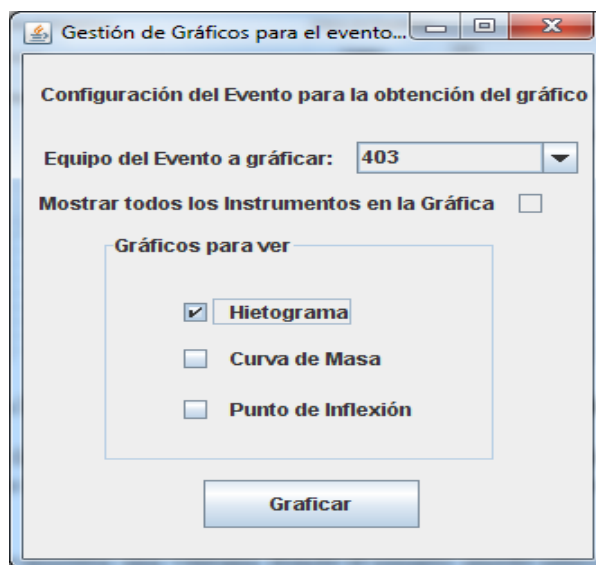 Gestión de Gráficos para el evento...
Configuración del Evento para la obtención del gráfico
Equipo del Evento a gráficar: 403
Mostrar todos los Instrumentos en la Gráfica
Gráficos para ver
Hietograma
Curva de Masa
Punto de Inflexión
Graficar